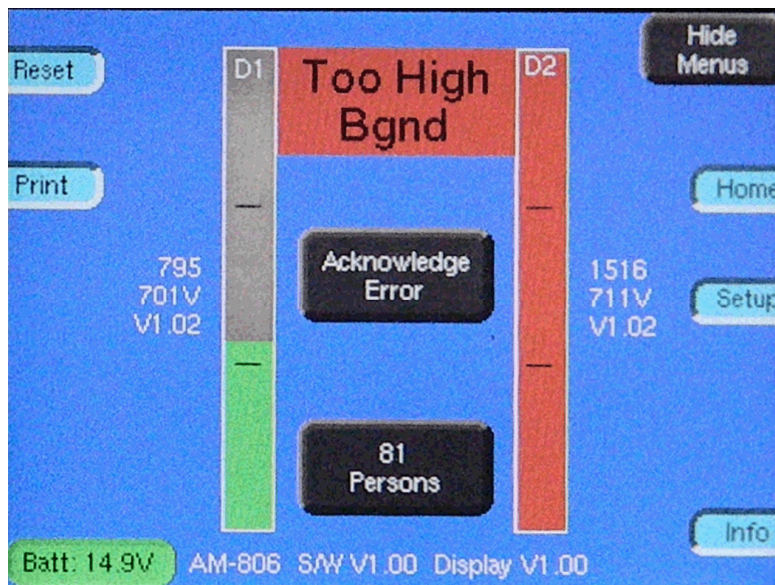 Hide
Menus
Reset
D1
Too High
Bgnd
D2
Print
Home
795
701V
V1.02
Acknowledge
Error
1516
711V
V1.02
Setup
81
Persons
Info
Batt: 14.9V
AM-806 S/W V1.00 Display V1.00